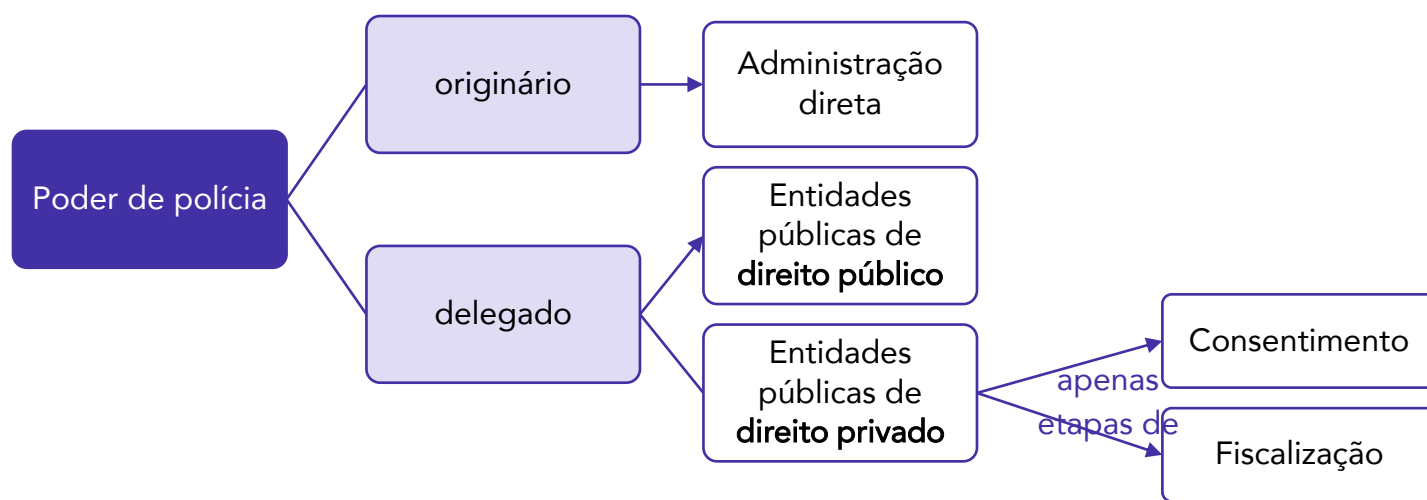 Poder de polícia
originário
Administração
direta
delegado
Entidades
públicas de
direito público
Entidades
públicas de
direito privado
apenas
etapas de
Consentimento
Fiscalização